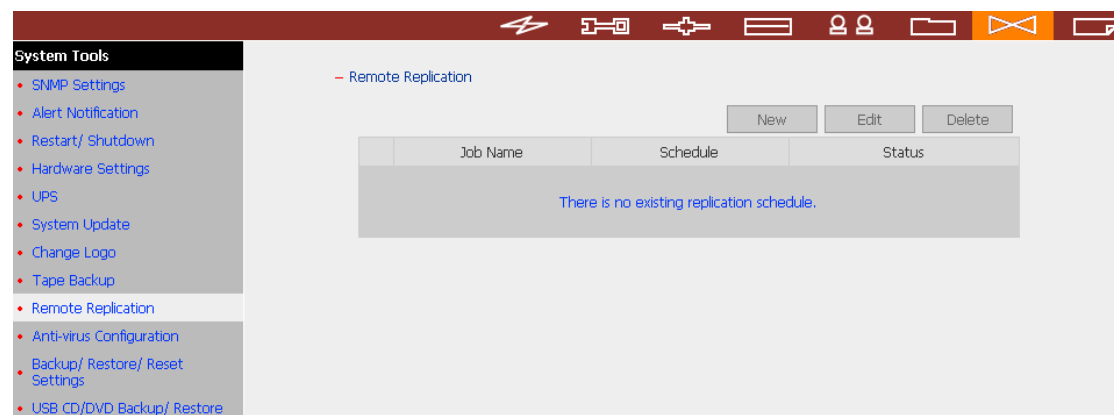 System Tools
SNMP Settings
Alert Notification
Restart/ Shutdown
Hardware Settings
UPS
System Update
Change Logo
Tape Backup
Remote Replication
Anti-virus Configuration
Backup/ Restore/ Reset
Settings
USB CD/DVD Backup/ Restore
– Remote Replication
New Edit Delete
Job Name Schedule Status
There is no existing replication schedule.